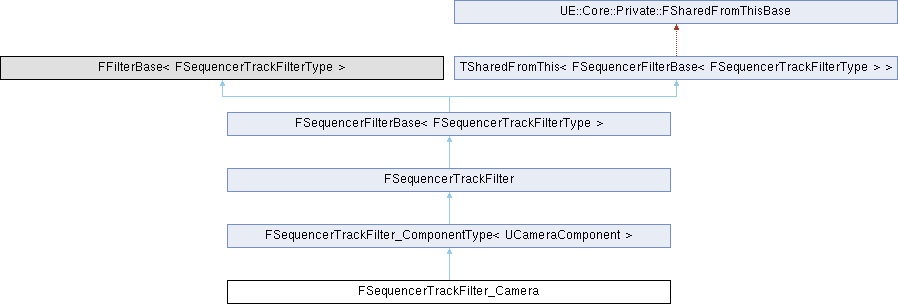 UE::Core::Private::FSharedFromThisBase
FFilterBase< FSequencerTrackFilterType >
TSharedFromThis< FSequencerFilterBase< FSequencerTrackFilterType > >
FSequencerFilterBase< FSequencerTrackFilterType >
FSequencerTrackFilter
FSequencerTrackFilter_ComponentType< UCameraComponent >
FSequencerTrackFilter_Camera